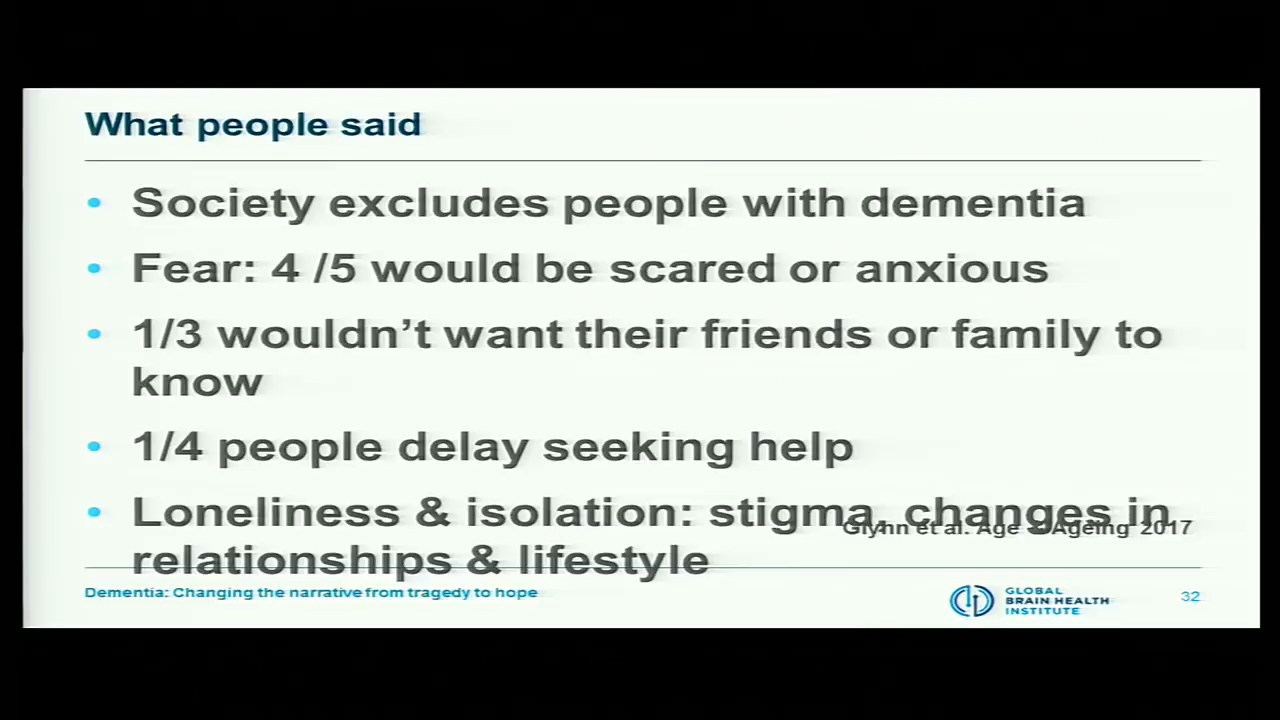 What people said
• Society excludes people with dementia
• Fear: 4 /5 would be scared or anxious
• 1/3 wouldn't want their friends or family to
know
• 1/4 people delay seeking help
• Loneliness & isolation: stigma, changes in
relationships & lifestyle
Glynn et al. Age & Ageing 2017
Dementia: Changing the narrative from tragedy to hope
GLOBAL
BRAIN HEALTH
INSTITUTE
32